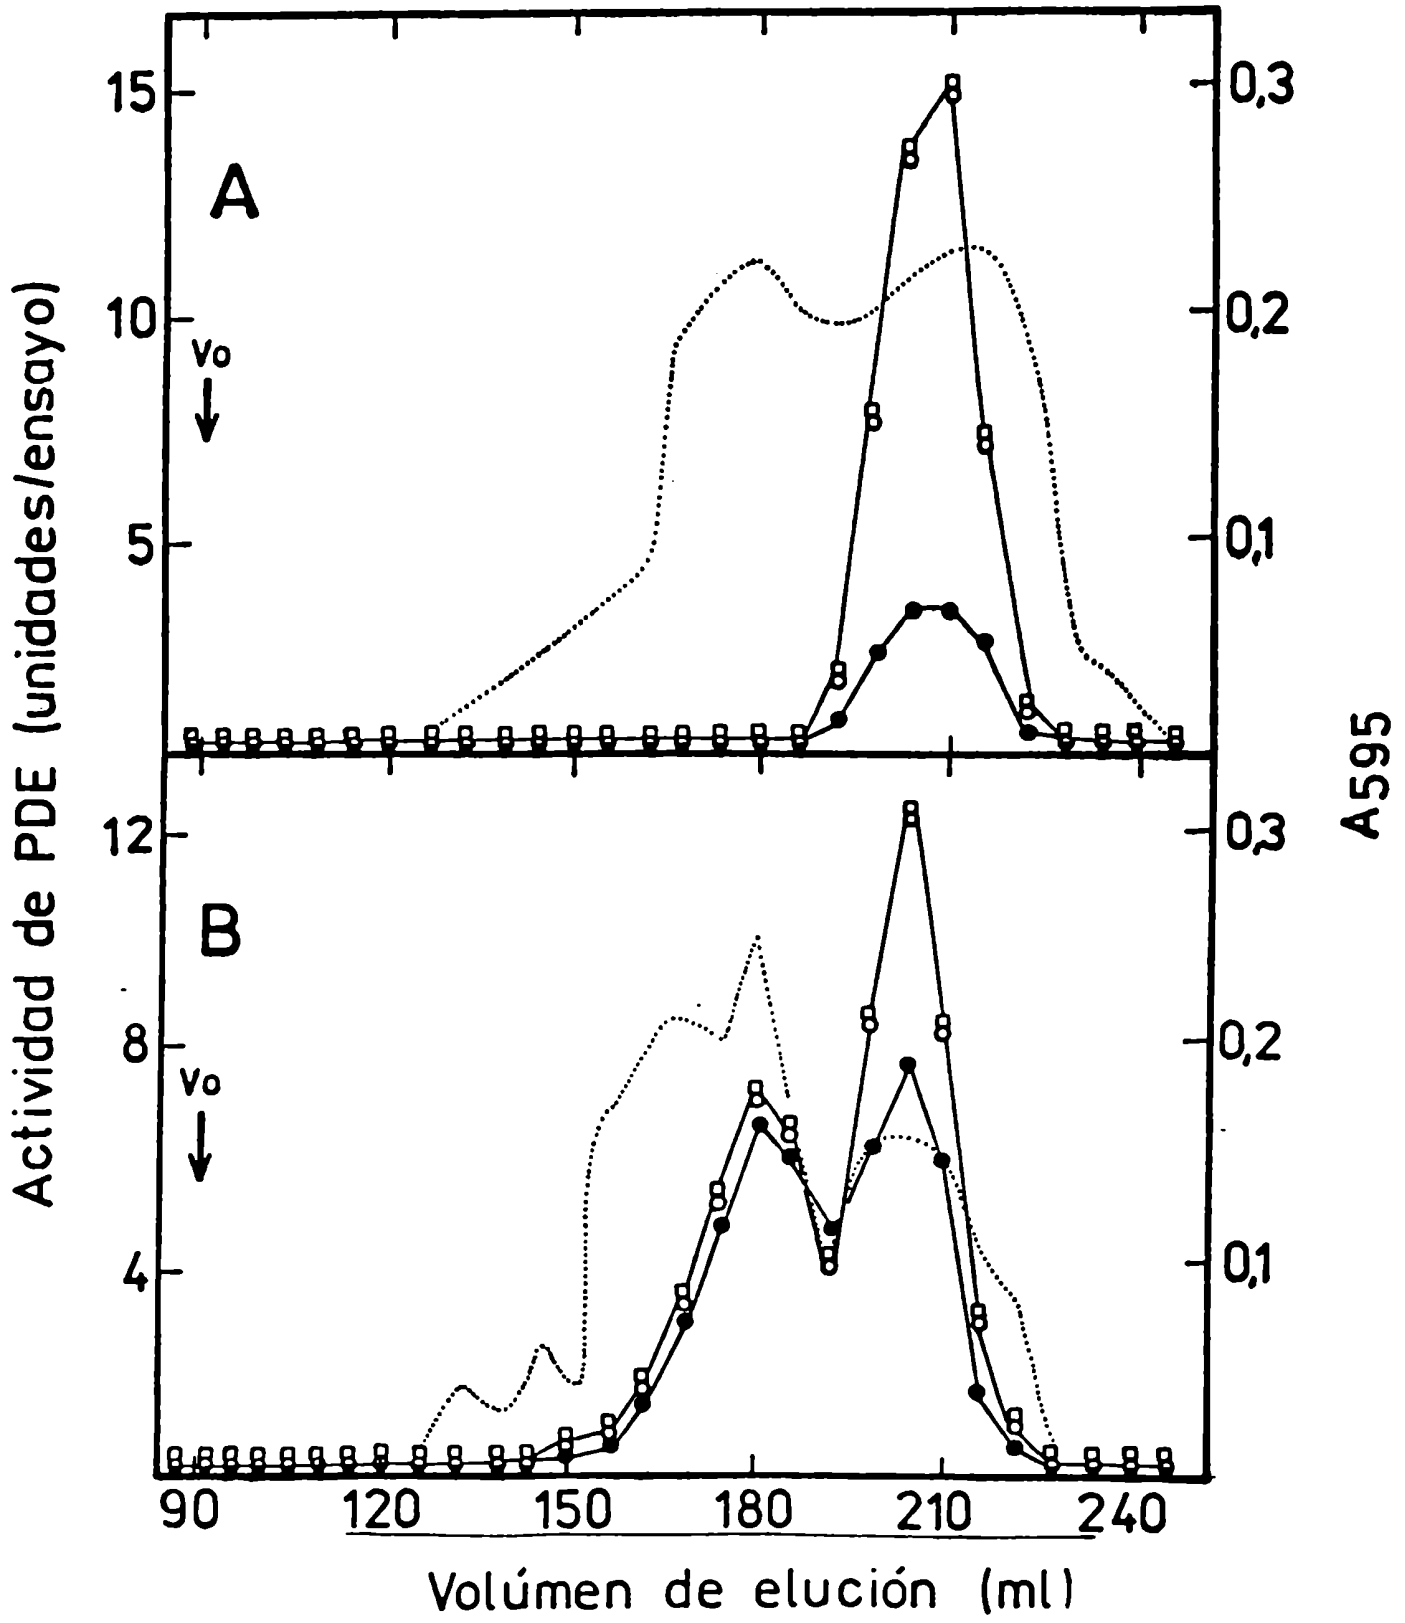 Actividad de PDE (unidades/ensayo)
15
10
5
A
Vo
0,3
0,2
0,1
12
8
4
B
Vo
0,3
0,2
0,1
A595
90 120 150 180 210 240
Volúmen de elución (ml)